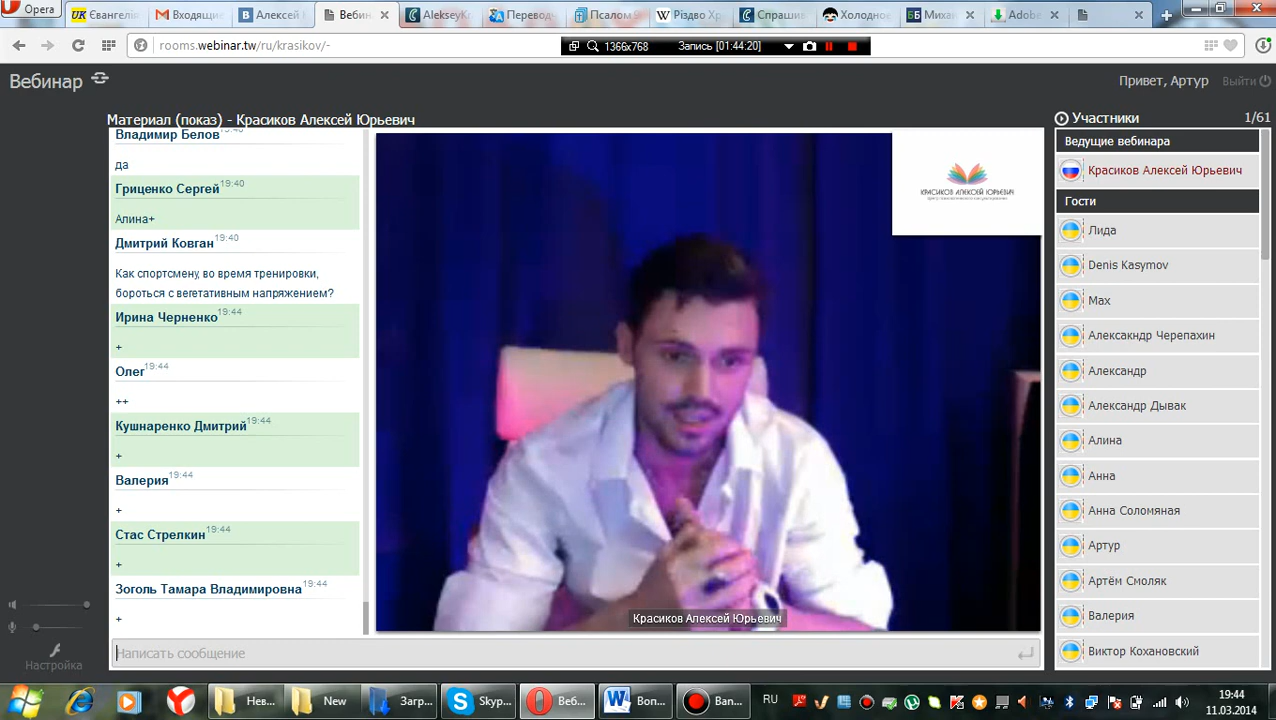 Opera
Євангелі
Входящие
Алексей
Вебин
AlekseyK
Переводч
Псалом
Різдво Хр
Спрашив
Холодное
Миха
Adobe
rooms.webinar.tw/ru/krasikov/-
1366x768
Запись [01:44:20]
Вебинар
Привет, Артур
Выйти
Материал (показ) - Красиков Алексей Юрьевич
Участники
1/61
Владимир Белов
да
Гриценко Сергей 19:40
Алина+
Дмитрий Ковган 19:40
Как спортсмену, во время тренировки,
бороться с вегетативным напряжением?
Ирина Черненко 19:44
+
Олег 19:44
++
Кушнаренко Дмитрий 19:44
+
Валерия 19:44
+
Стас Стрелкин 19:44
+
Зоголь Тамара Владимировна 19:44
+
КРАСИКОВ АЛЕКСЕЙ ЮРЬЕВИЧ
Красиков Алексей Юрьевич
Ведущие вебинара
Красиков Алексей Юрьевич
Гости
Лида
Denis Kasymov
Max
Алексакндр Черепахин
Александр
Александр Дывак
Алина
Анна
Анна Соломяная
Артур
Артём Смоляк
Валерия
Виктор Кохановский
Написать сообщение
Настройка
Нев...
New
Загр...
Skyp...
Веб...
Воп...
Ban...
RU
19:44
11.03.2014